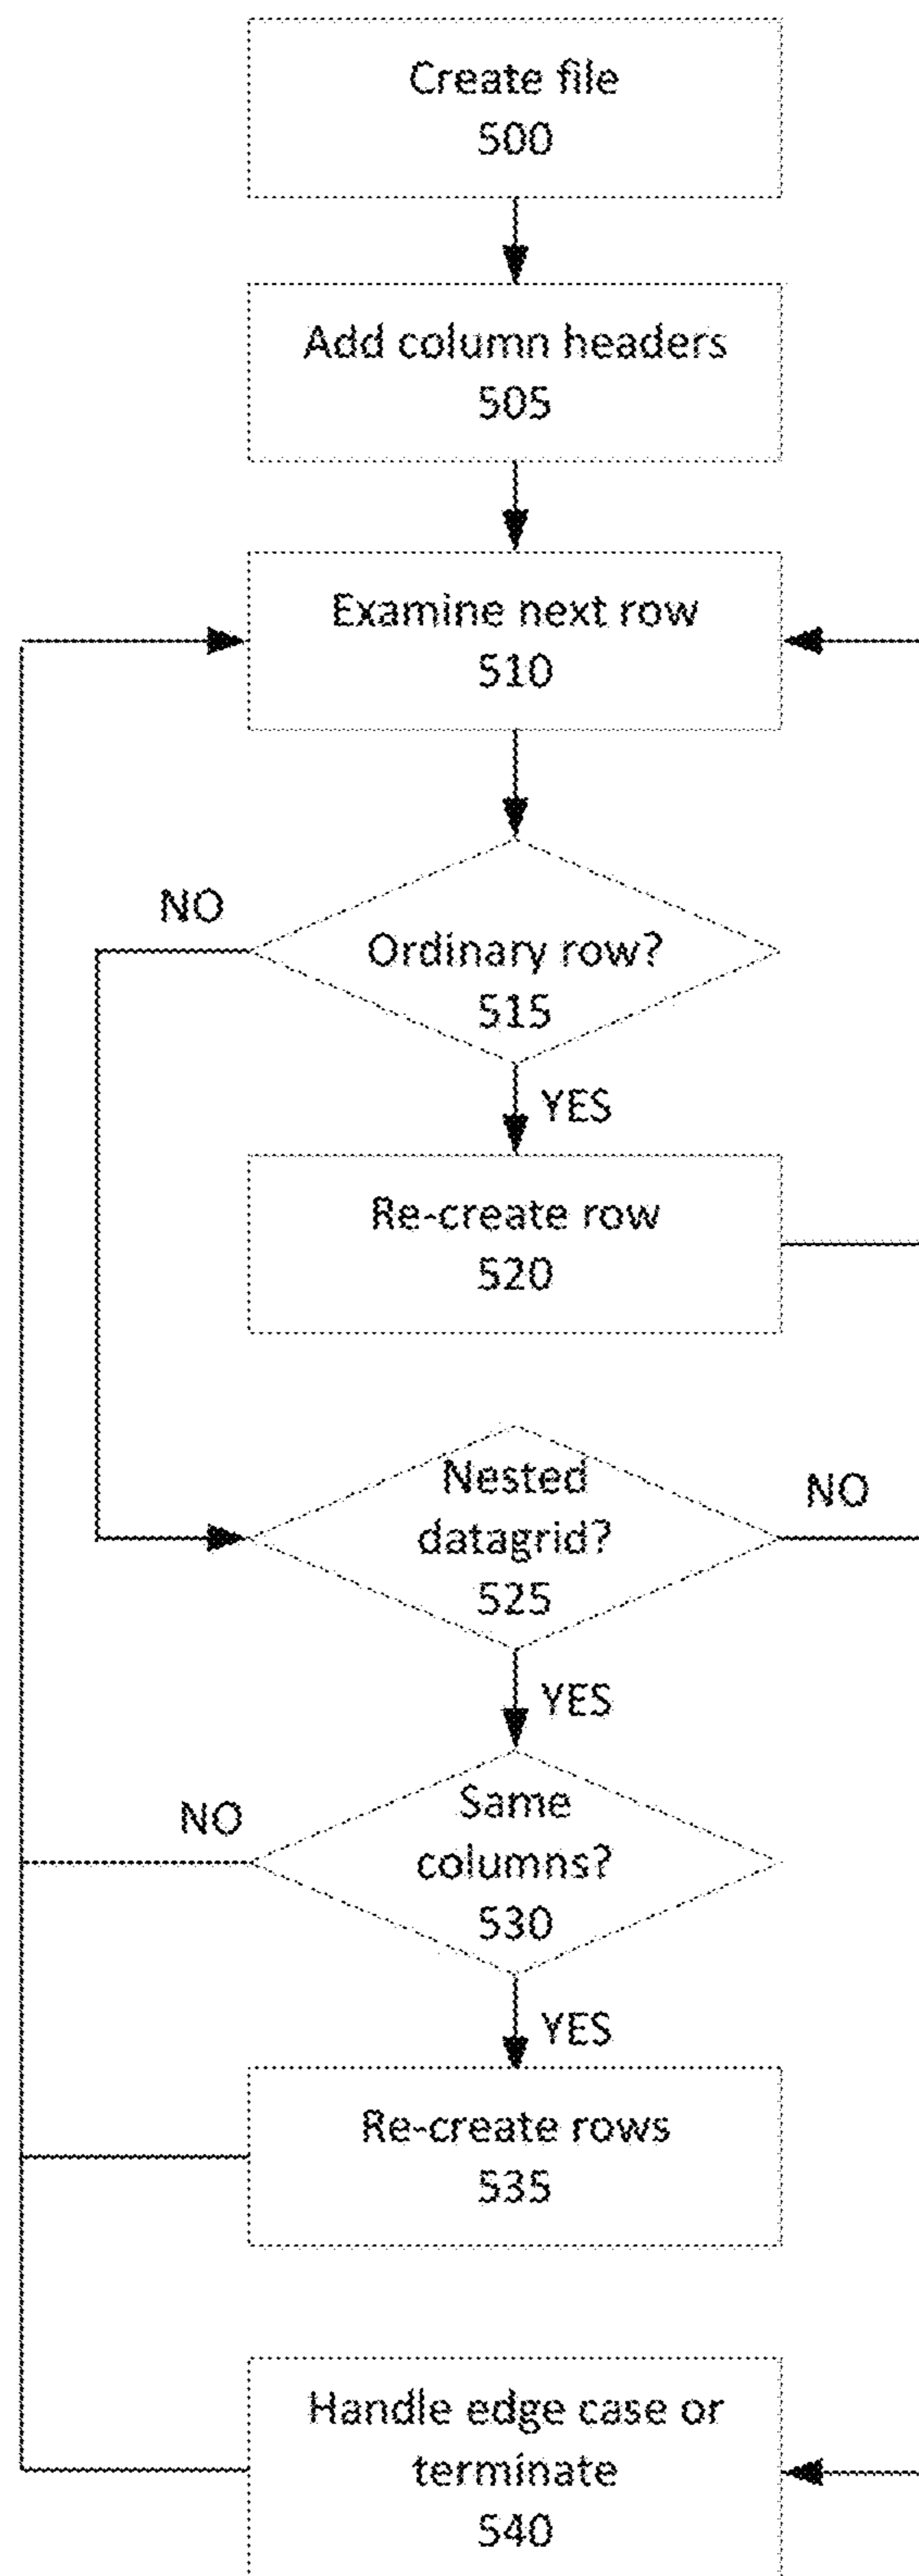 Create file
500
Add column headers
505
Examine next row
510
NO
Ordinary row?
515
YES
Re-create row
520
Nested
datagrid?
525
NO
YES
Same
columns?
530
NO
YES
Re-create rows
535
Handle edge case or
terminate
540